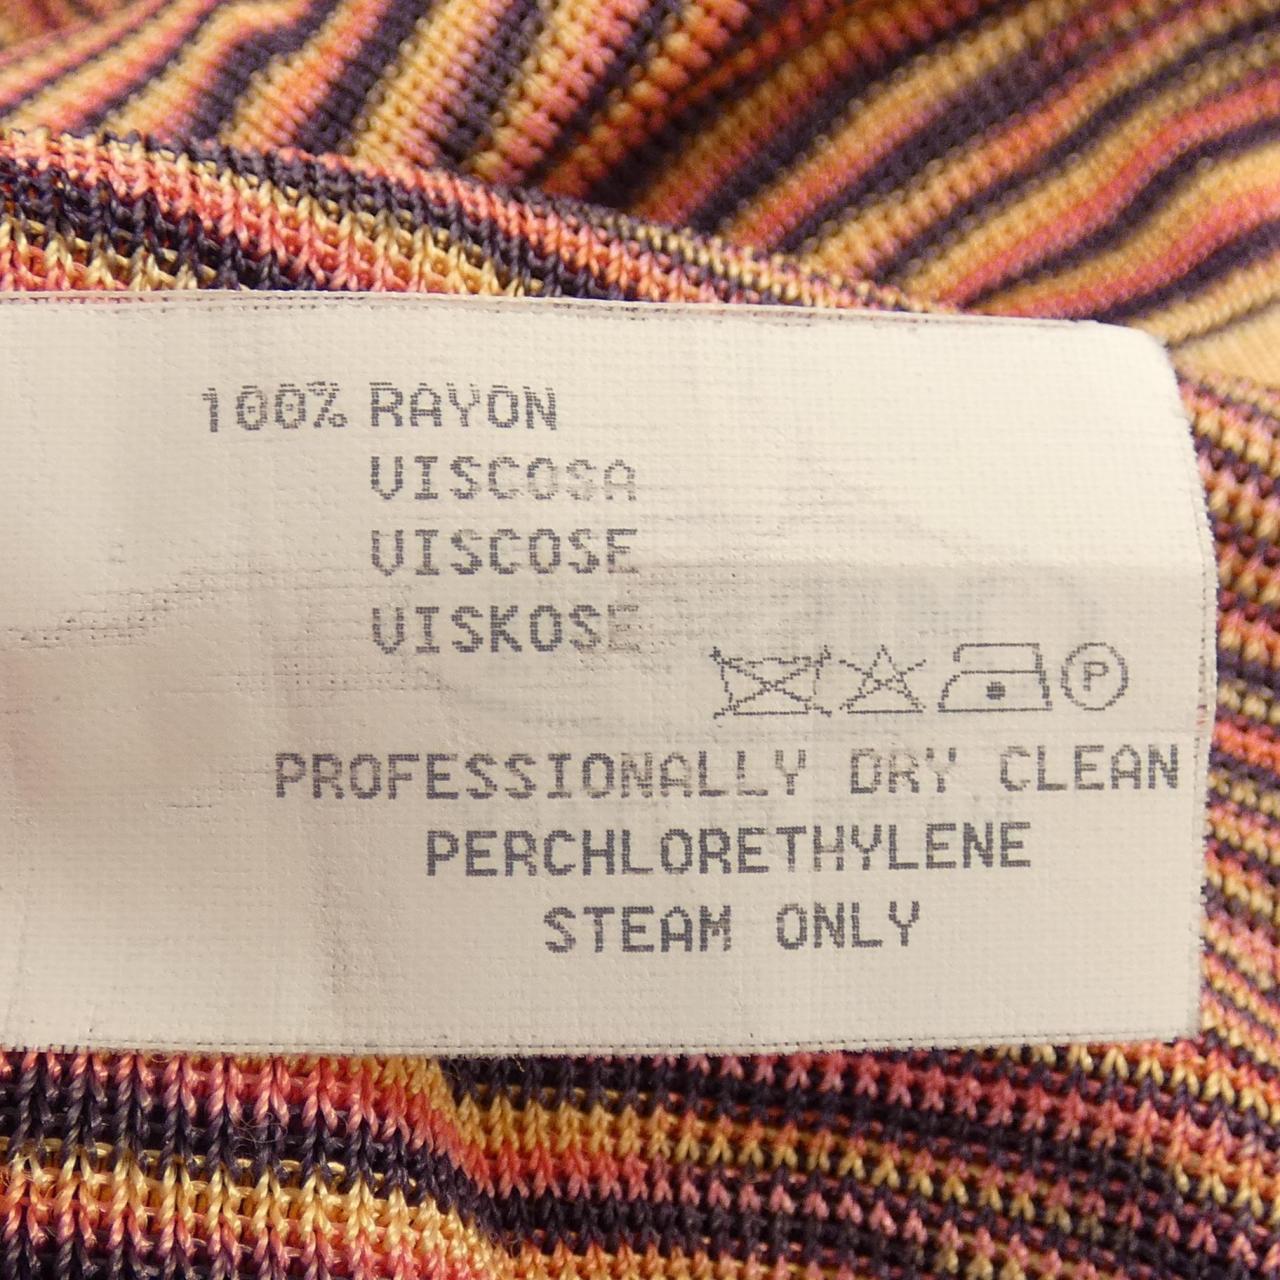 100% RAYON
VISCOSA
VISCOSE
VISKOSE
P
PROFESSIONALLY DRY CLEAN
PERCHLORETHYLENE
STEAM ONLY